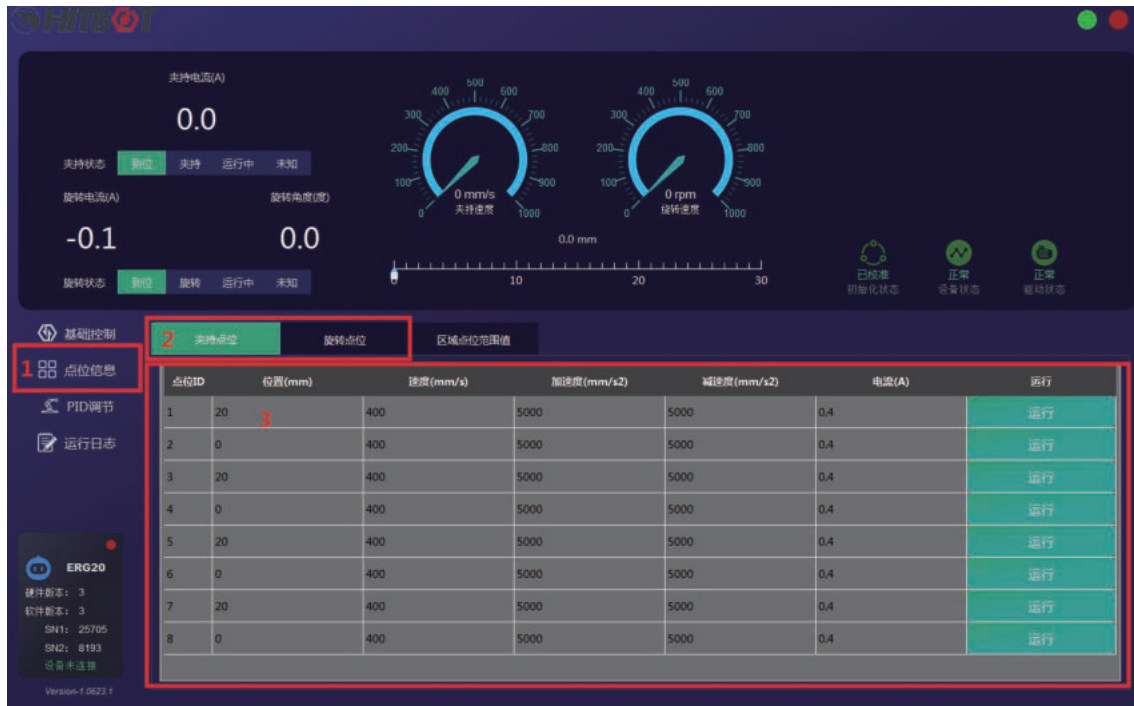 HITBOT
夹持电流(A)
0.0
夹持状态 到位 夹持 运行中 未知
旋转电流(A) 旋转角度(度)
-0.1 0.0
旋转状态 到位 旋转 运行中 未知
0 100 200 300 400 500 600 700 800 900 1000
0 mm/s
夹持速度
0 100 200 300 400 500 600 700 800 900 1000
0 rpm
旋转速度
0.0 mm
0 10 20 30
已校准 正常 正常
初始化状态 设备状态 驱动状态
基础控制
1 点位信息
PID调节
运行日志
2 夹持点位 旋转点位 区域点位范围值
点位ID 位置(mm) 速度(mm/s) 加速度(mm/s2) 减速度(mm/s2) 电流(A) 运行
1 20 400 5000 5000 0.4 运行
3
2 0 400 5000 5000 0.4 运行
3 20 400 5000 5000 0.4 运行
4 0 400 5000 5000 0.4 运行
5 20 400 5000 5000 0.4 运行
6 0 400 5000 5000 0.4 运行
7 20 400 5000 5000 0.4 运行
8 0 400 5000 5000 0.4 运行
ERG20
硬件版本: 3
软件版本: 3
SN1: 25705
SN2: 8193
设备未连接
Version-1.0623.1